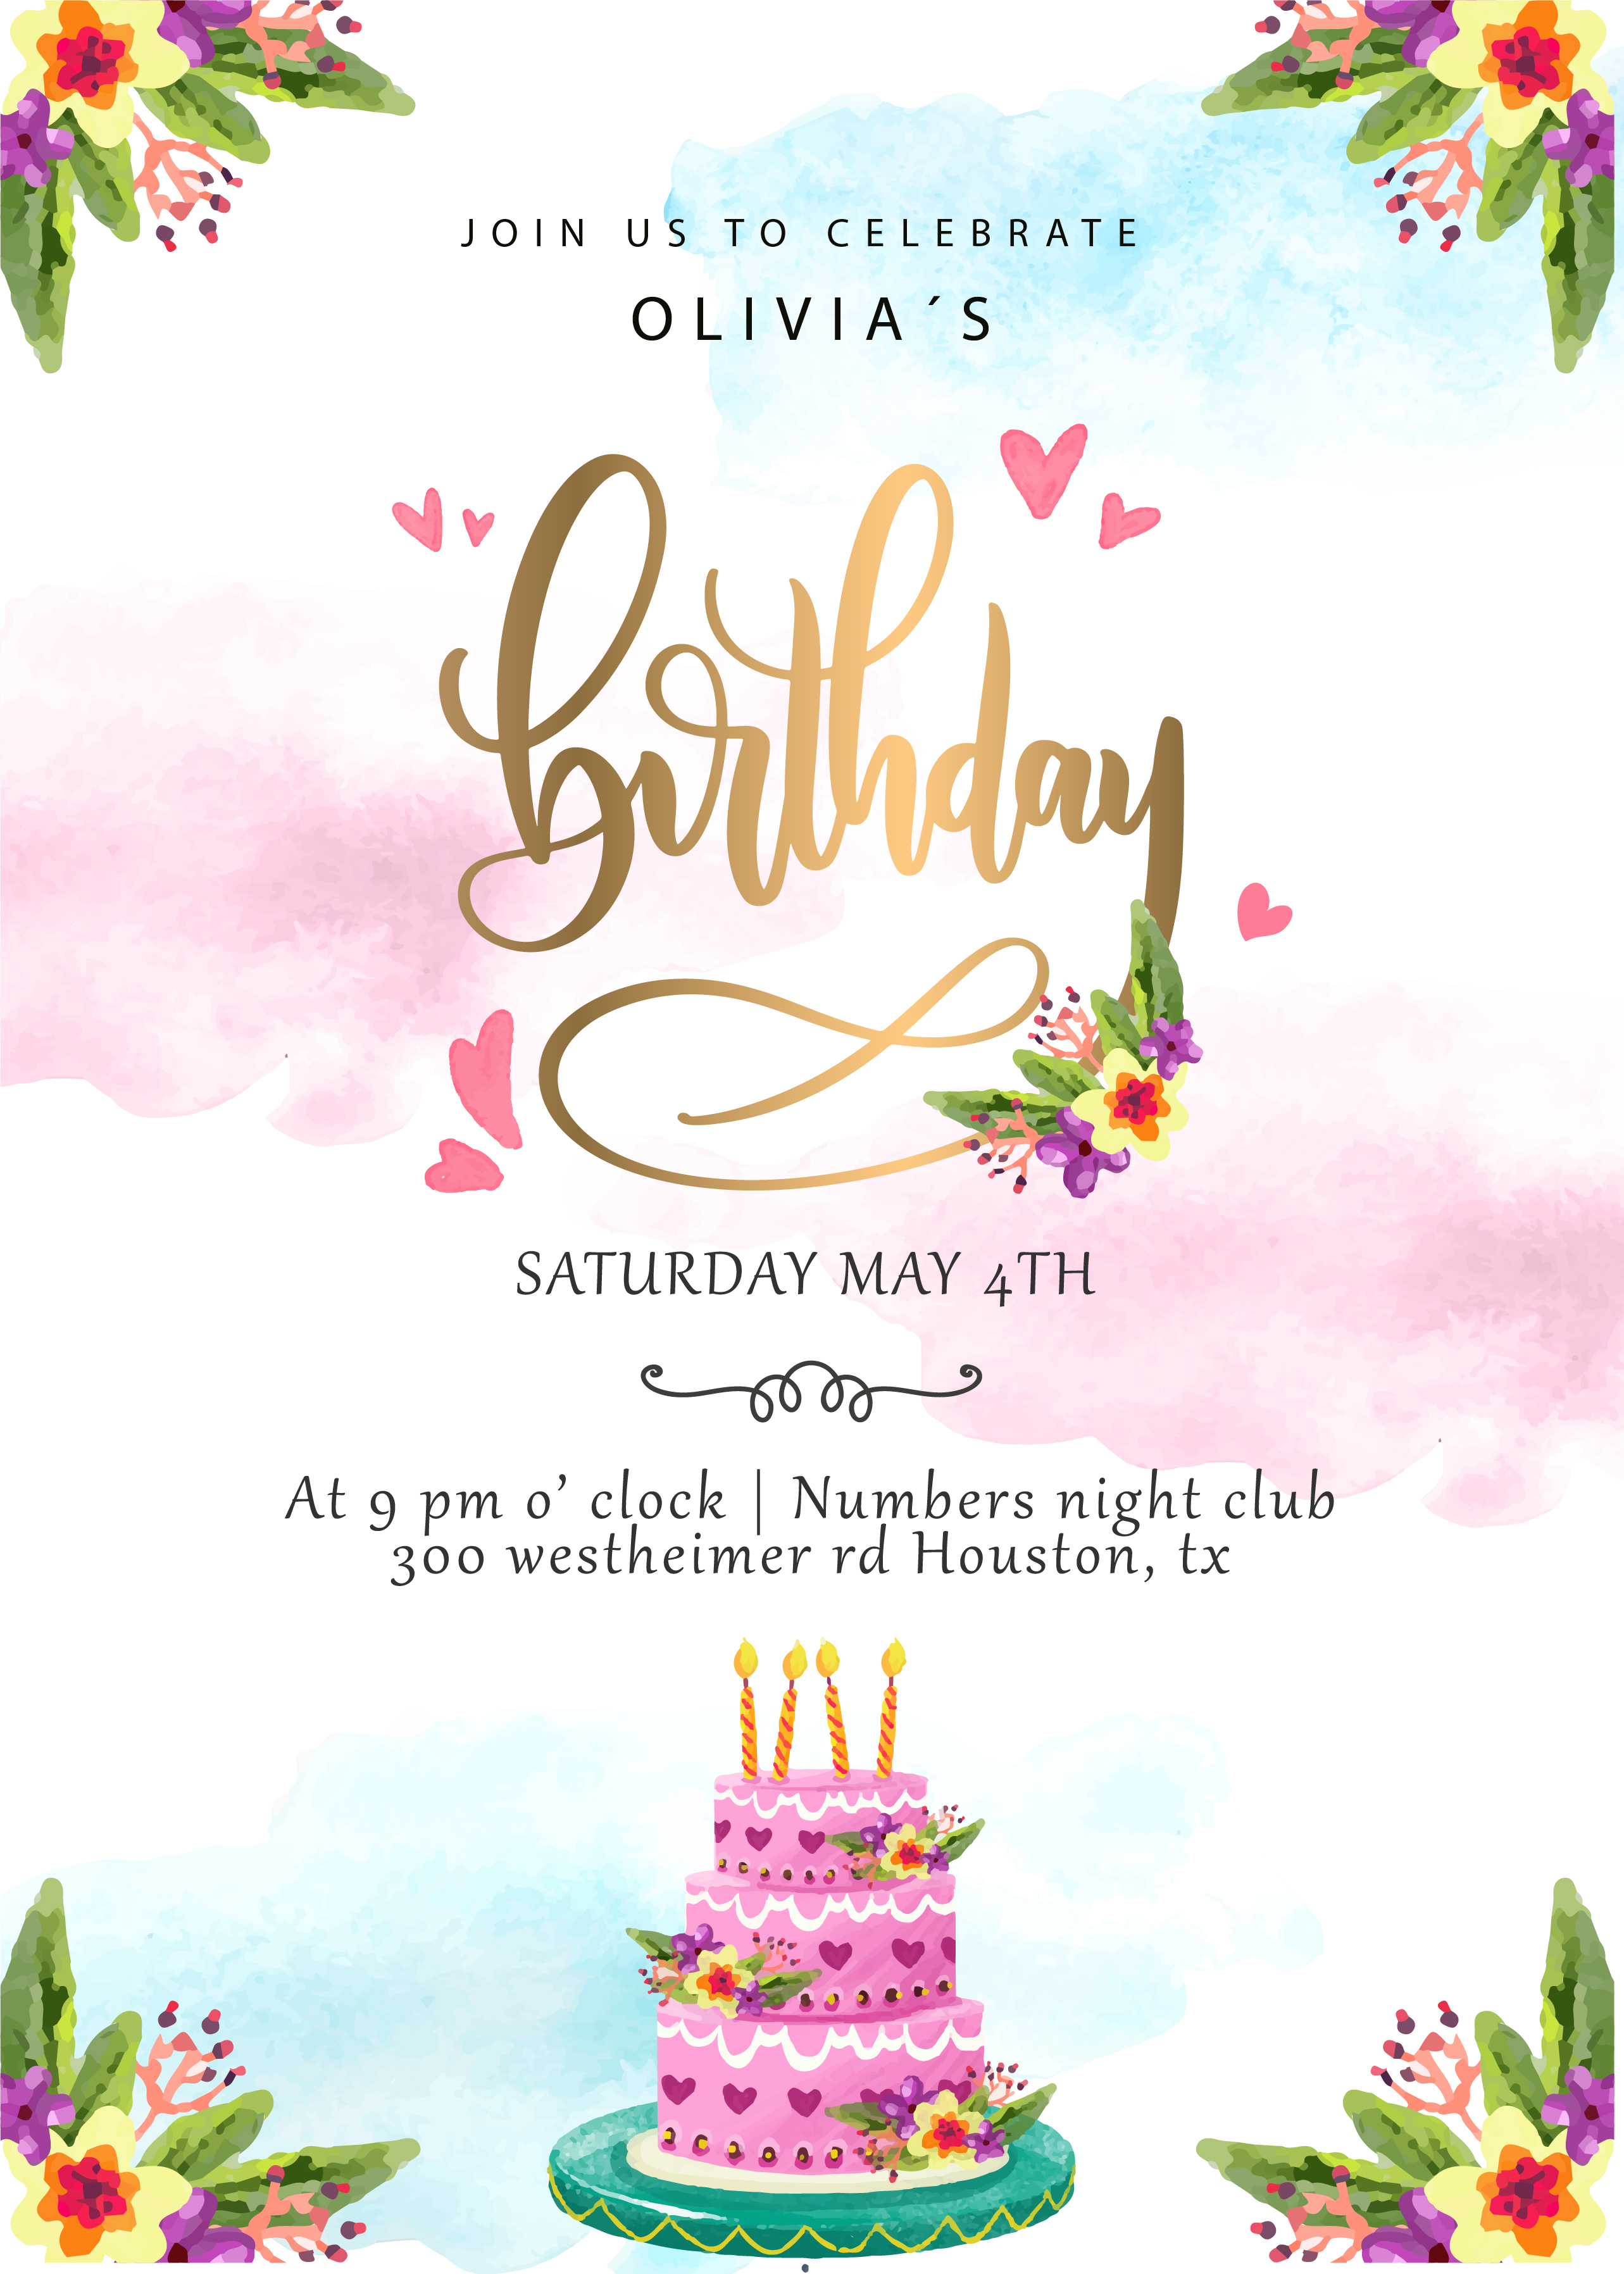 JOIN US TO CELEBRATE
OLIVIA´S
birthday
SATURDAY MAY 4TH
At 9 pm o’ clock | Numbers night club
300 westheimer rd Houston, tx